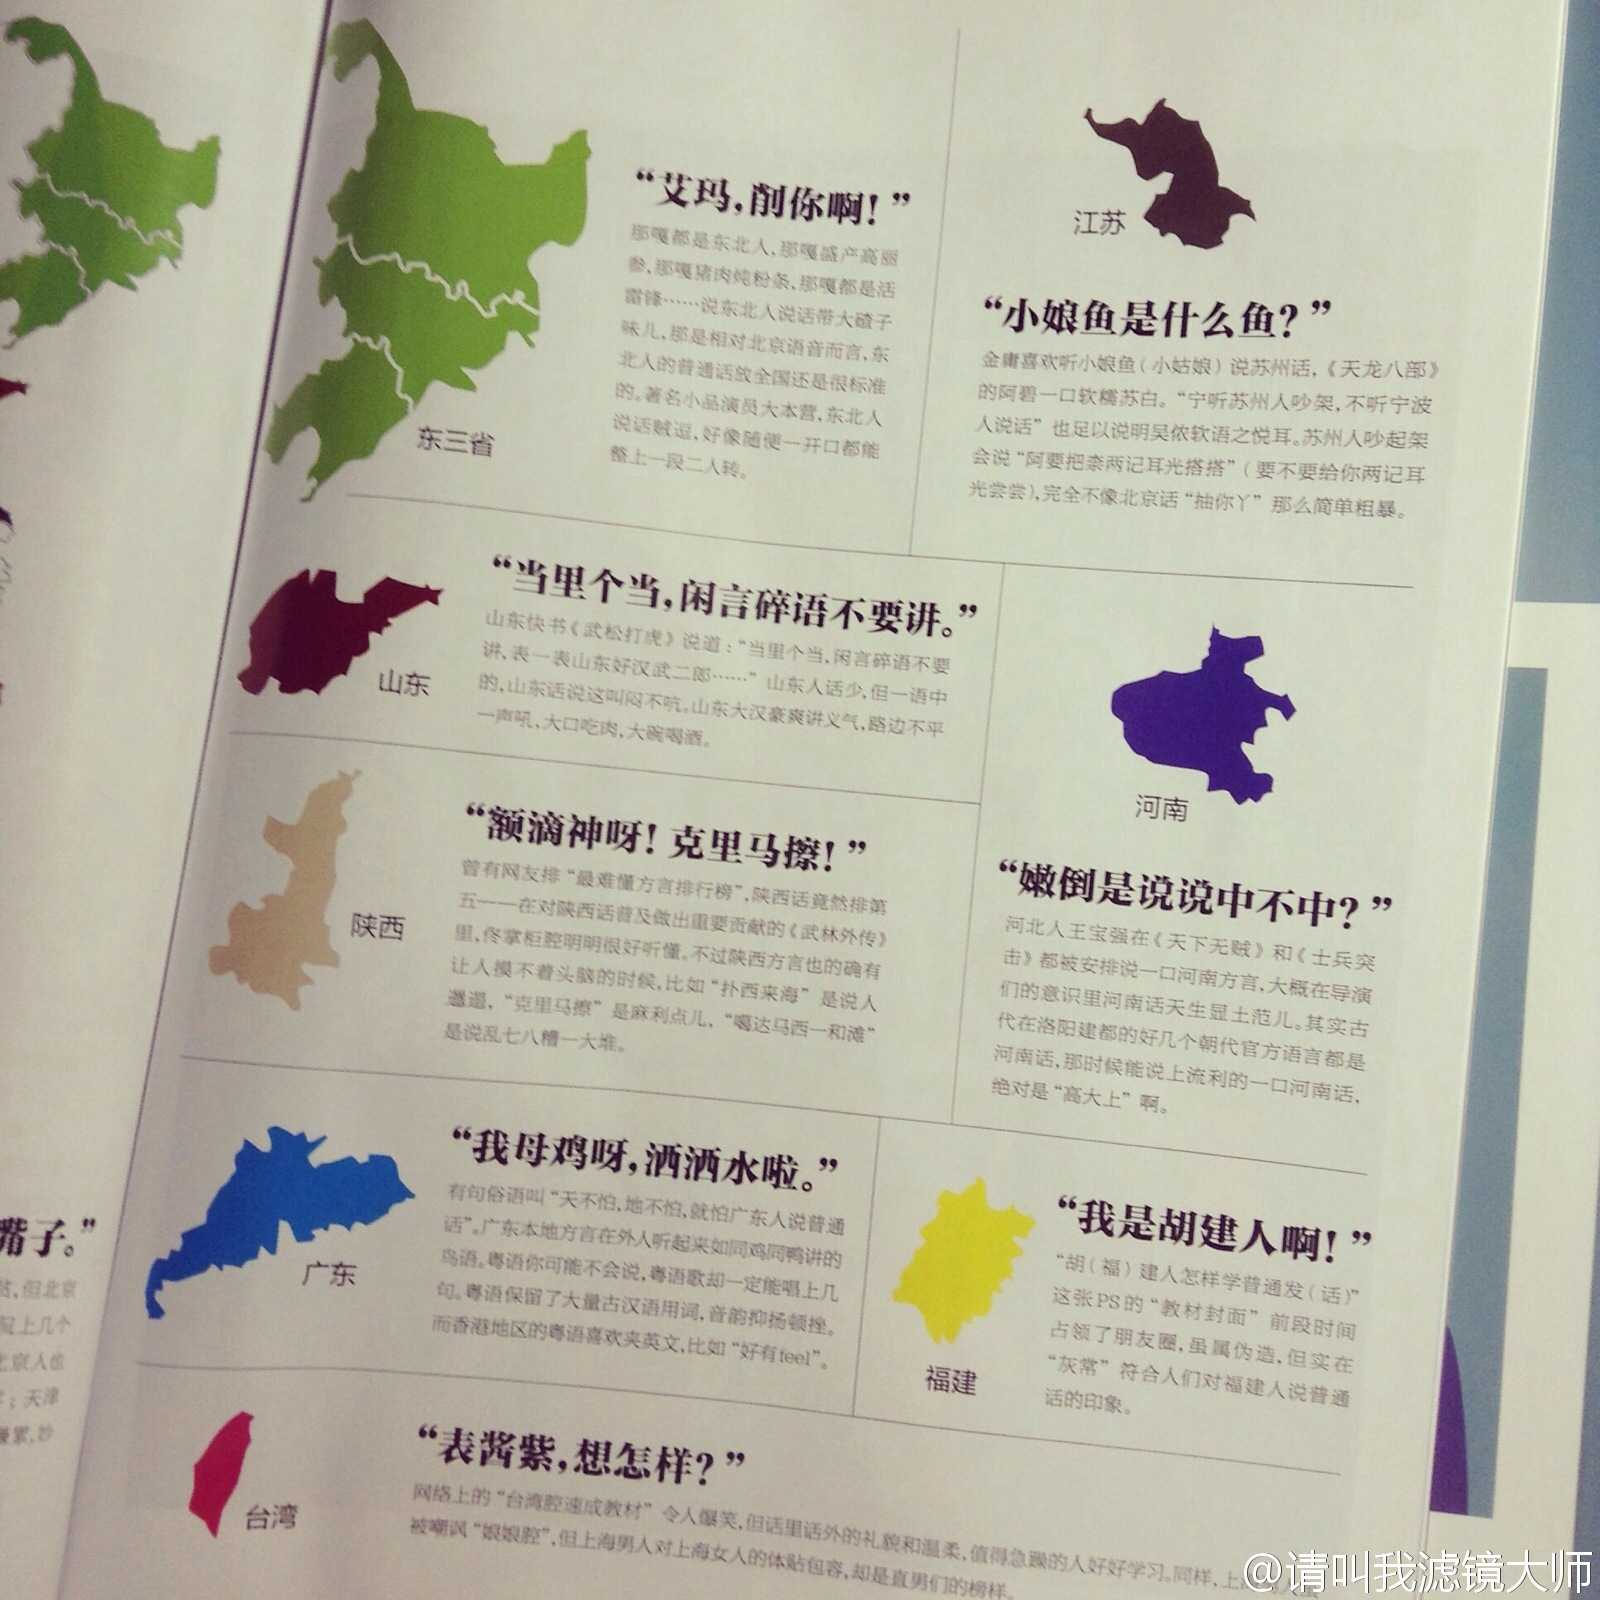 “艾玛，削你啊！”
那嘎都是东北人，那嘎盛产高丽
参，那嘎猪肉炖粉条，那嘎都是活
雷锋……说东北人说话带大碴子
味儿，那是相对北京语音而言，东
北人的普通话放全国还是很标准
的。著名小品演员大本营，东北人
说话贼逗，好像随便一开口都能
整上一段二人转。
东三省
江苏
“小娘鱼是什么鱼？”
金庸喜欢听小娘鱼（小姑娘）说苏州话，《天龙八部》
的阿碧一口软糯苏白。“宁听苏州人吵架，不听宁波
人说话”也足以说明吴侬软语之悦耳。苏州人吵起架
会说“阿要把奈两记耳光搭搭”（要不要给你两记耳
光尝尝），完全不像北京话“抽你丫”那么简单粗暴。
“当里个当，闲言碎语不要讲。”
山东快书《武松打虎》说道：“当里个当，闲言碎语不要
讲，表一表山东好汉武二郎……”山东人话少，但一语中
的，山东话说这叫闷不吭。山东大汉豪爽讲义气，路边不平
一声吼，大口吃肉，大碗喝酒。
山东
“额滴神呀！克里马擦！”
曾有网友排“最难懂方言排行榜”，陕西话竟然排第
五——在对陕西话普及做出重要贡献的《武林外传》
里，佟掌柜腔明明很好听懂。不过陕西方言也的确有
让人摸不着头脑的时候，比如“扑西来海”是说人
邋遢，“克里马擦”是麻利点儿，“噶达马西一和滩”
是说乱七八糟一大堆。
陕西
河南
“嫩倒是说说中不中？”
河北人王宝强在《天下无贼》和《士兵突
击》都被安排说一口河南方言，大概在导演
们的意识里河南话天生显土范儿。其实古
代在洛阳建都的好几个朝代官方语言都是
河南话，那时候能说上流利的一口河南话，
绝对是“高大上”啊。
“我母鸡呀，洒洒水啦。”
有句俗语叫“天不怕，地不怕，就怕广东人说普通
话”。广东本地方言在外人听起来如同鸡同鸭讲的
鸟语。粤语你可能不会说，粤语歌却一定能唱上几
句。粤语保留了大量古汉语用词，音韵抑扬顿挫。
而香港地区的粤语喜欢夹英文，比如“好有feel”。
广东
“我是胡建人啊！”
“胡（福）建人怎样学普通发（话）”
这张PS的“教材封面”前段时间
占领了朋友圈，虽属伪造，但实在
“灰常”符合人们对福建人说普通
话的印象。
福建
“表酱紫，想怎样？”
网络上的“台湾腔速成教材”令人爆笑，但话里话外的礼貌和温柔，值得急躁的人好好学习。同样，上
被嘲讽“娘娘腔”，但上海男人对上海女人的体贴包容，却是直男们的榜样。
台湾
嘴子。”
但北京
上几个
北京人也
；天津
@请叫我滤镜大师